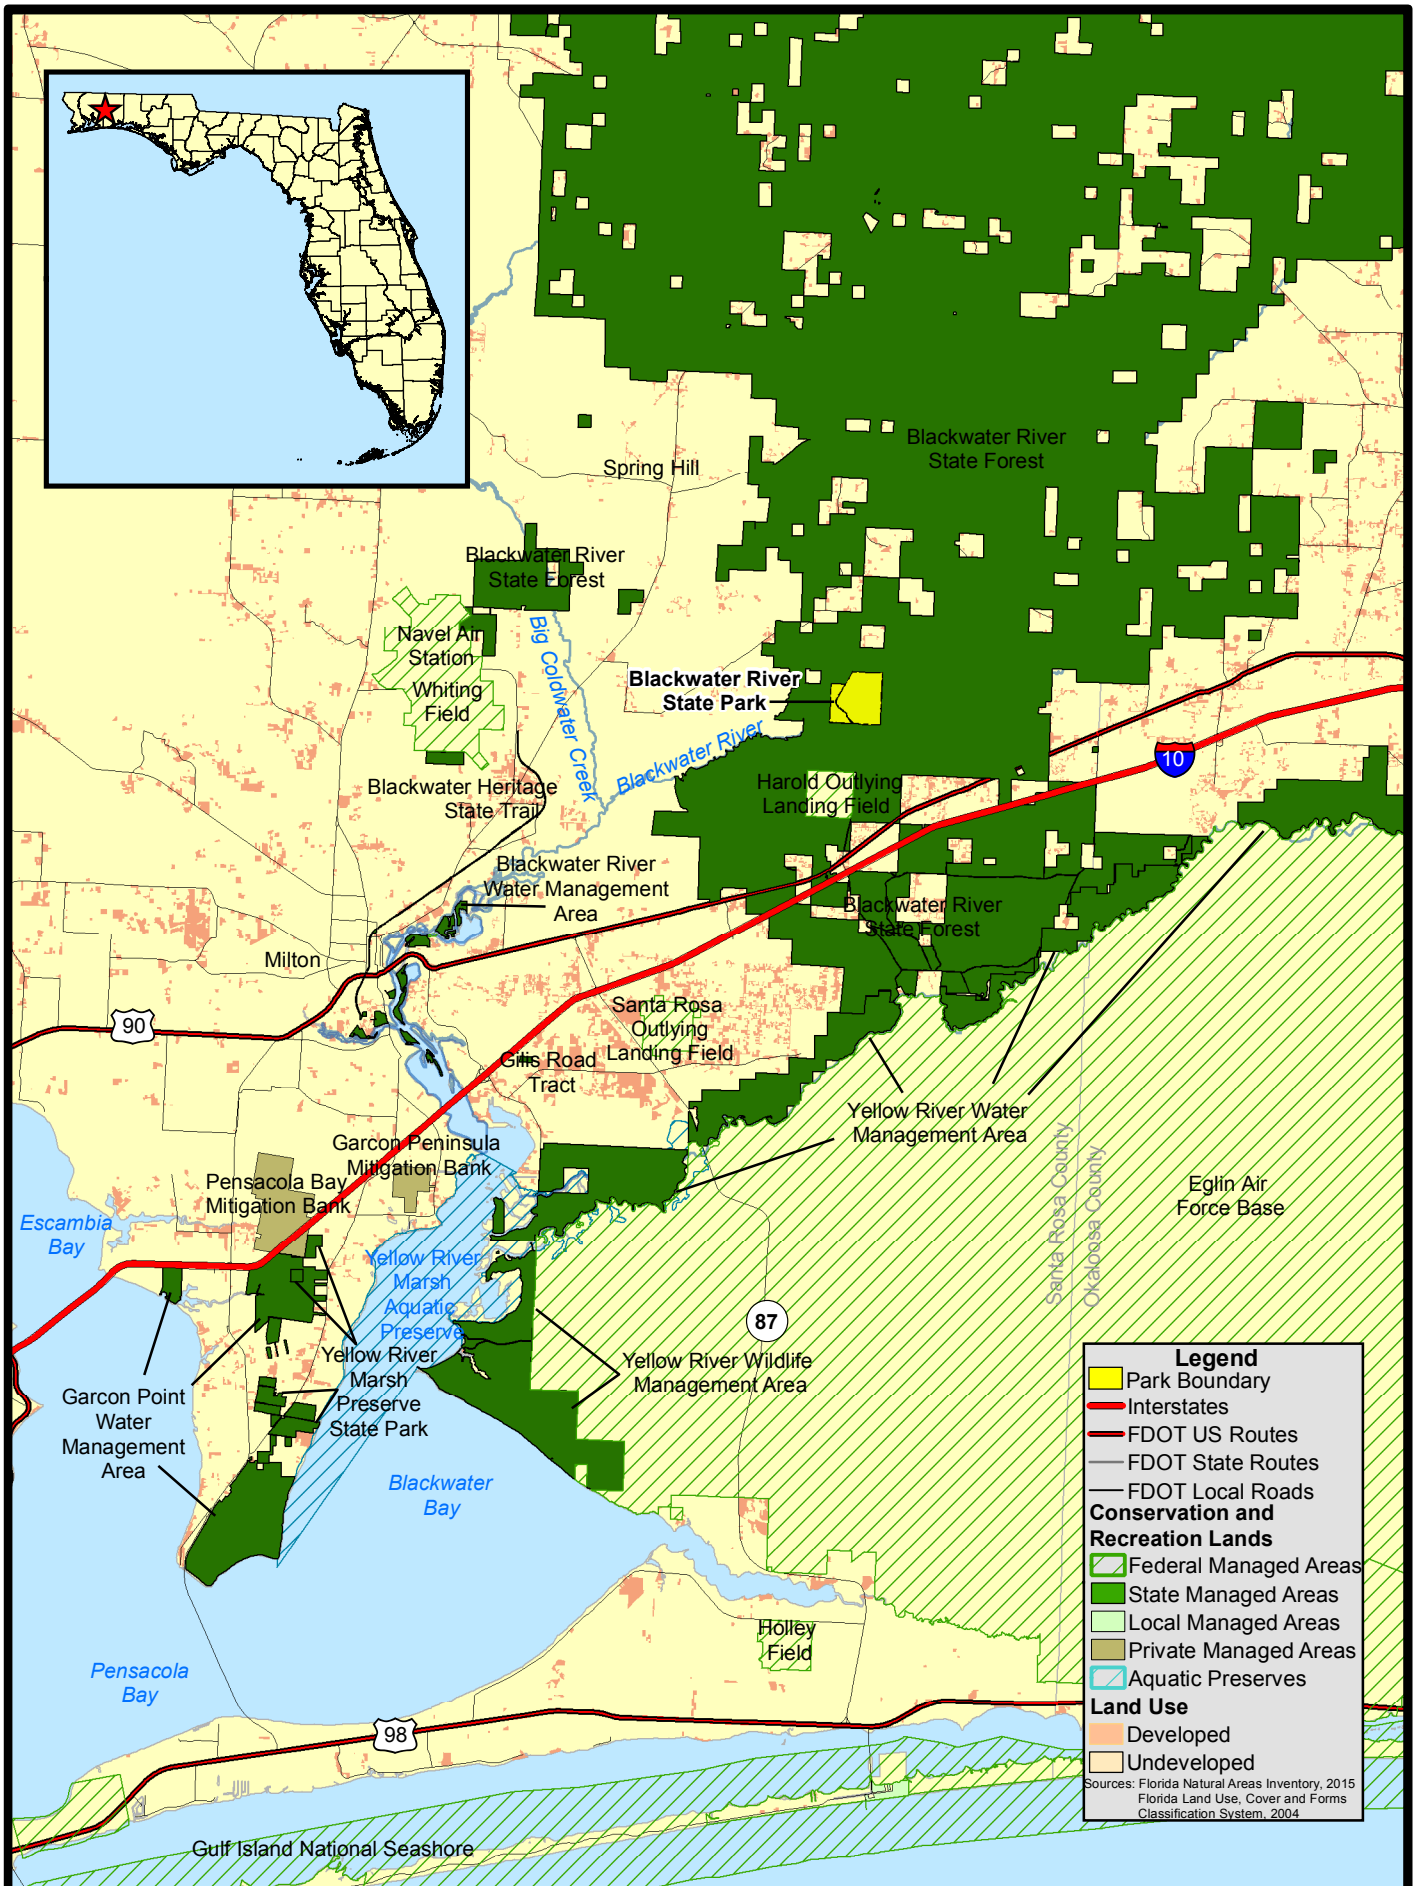 Blackwater River
State Forest
Spring Hill
Blackwater River
State Forest
Navel Air
Station
Whiting
Field
Big Coldwater Creek
Blackwater River
State Park
Blackwater River
10
Harold Outlying
Landing Field
Blackwater Heritage
State Trail
Blackwater River
Water Management
Area
Blackwater River
State Forest
Milton
90
Santa Rosa
Outlying
Landing Field
Gills Road
Tract
Yellow River Water
Management Area
Garcon Peninsula
Mitigation Bank
Pensacola Bay
Mitigation Bank
Santa Rosa County
Okaloosa County
Eglin Air
Force Base
Escambia
Bay
Yellow River
Marsh
Aquatic
Preserve
87
Yellow River
Marsh
Preserve
State Park
Yellow River Wildlife
Management Area
Garcon Point
Water
Management
Area
Blackwater
Bay
Holley
Field
Pensacola
Bay
98
Gulf Island National Seashore
Legend
Park Boundary
Interstates
FDOT US Routes
FDOT State Routes
FDOT Local Roads
Conservation and
Recreation Lands
Federal Managed Areas
State Managed Areas
Local Managed Areas
Private Managed Areas
Aquatic Preserves
Land Use
Developed
Undeveloped
Sources: Florida Natural Areas Inventory, 2015
Florida Land Use, Cover and Forms
Classification System, 2004